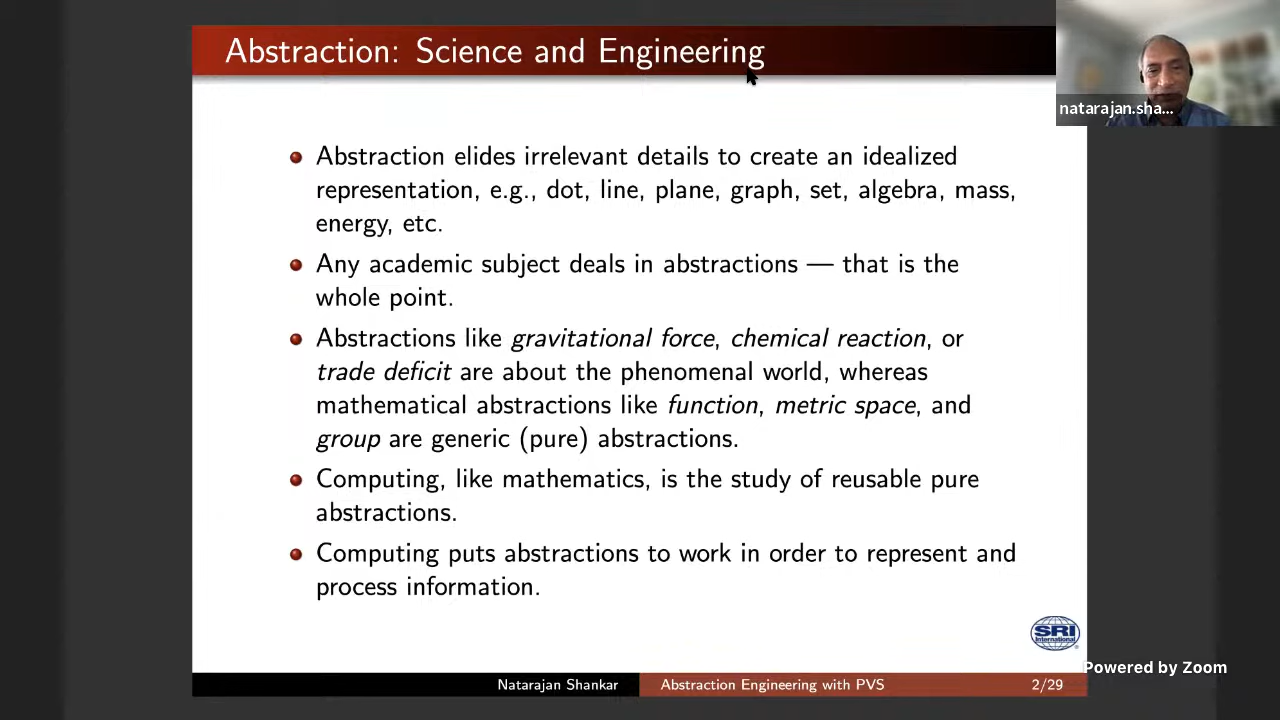 Abstraction: Science and Engineering
natarajan.sha...
Abstraction elides irrelevant details to create an idealized
representation, e.g., dot, line, plane, graph, set, algebra, mass,
energy, etc.
Any academic subject deals in abstractions — that is the
whole point.
Abstractions like gravitational force, chemical reaction, or
trade deficit are about the phenomenal world, whereas
mathematical abstractions like function, metric space, and
group are generic (pure) abstractions.
Computing, like mathematics, is the study of reusable pure
abstractions.
Computing puts abstractions to work in order to represent and
process information.
SRI
International
Powered by Zoom
Natarajan Shankar
Abstraction Engineering with PVS
2/29